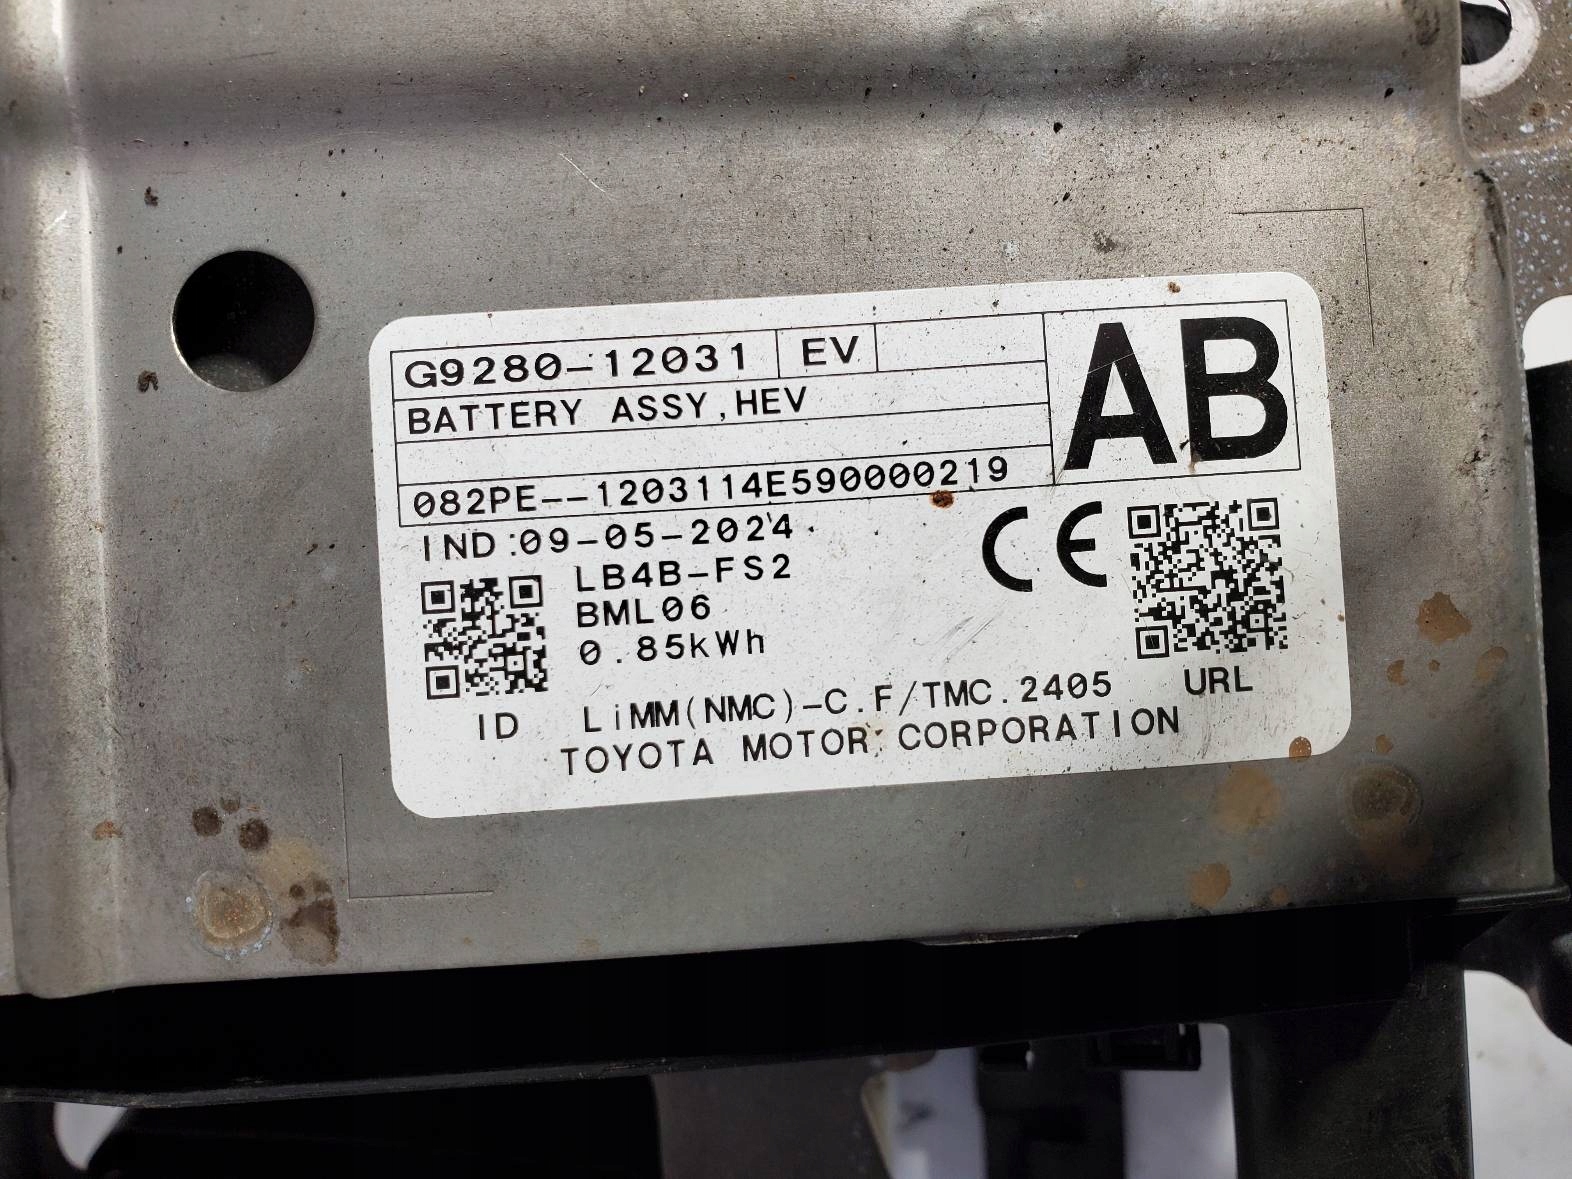 G9280-12031 EV
AB
BATTERY ASSY,HEV
082PE--1203114E590000219
IND:09-05-2024
CE
LB4B-FS2
BML06
0.85kWh
ID
LiMM(NMC)-C.F/TMC.2405
URL
TOYOTA MOTOR CORPORATION